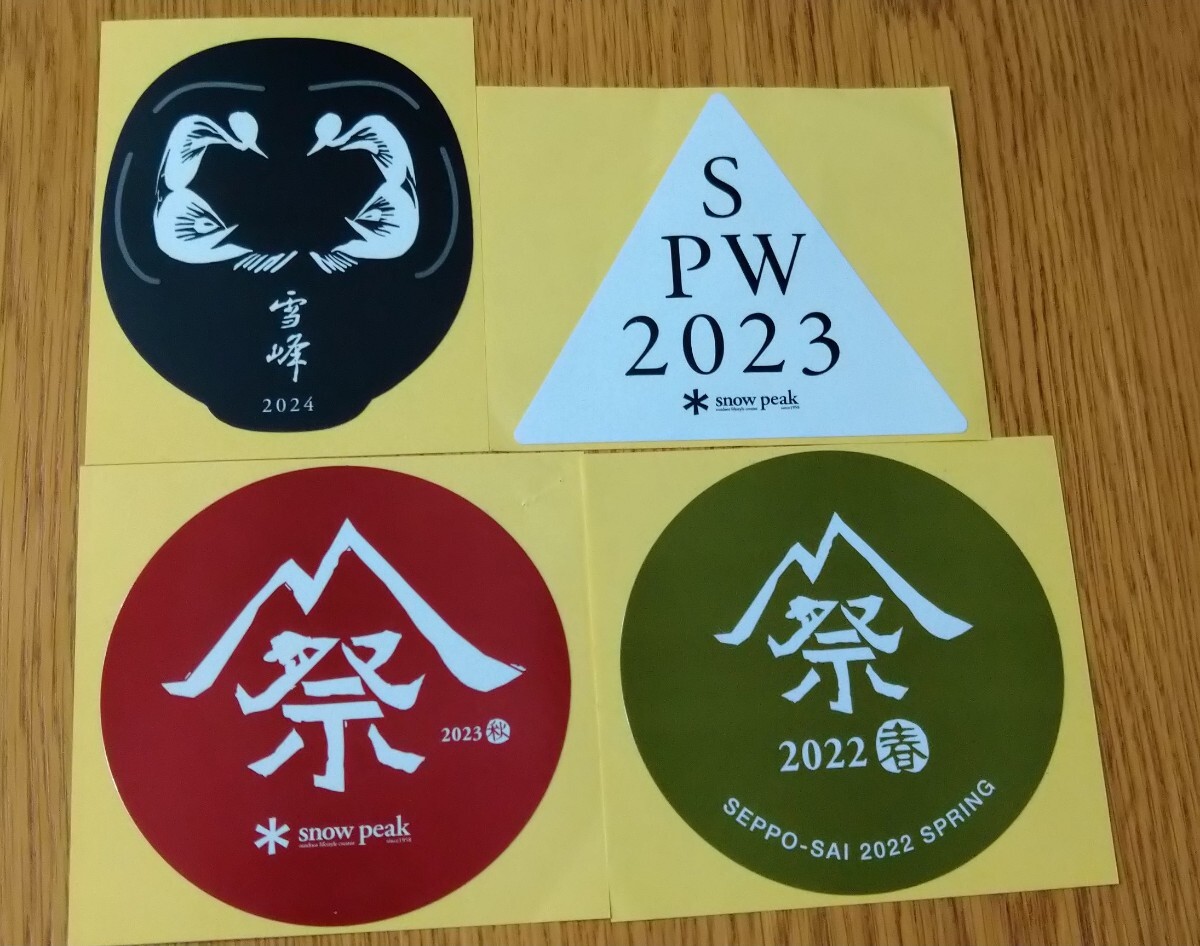 雪峰
2024
S
PW
2023
snow peak
祭
2023 秋
snow peak
祭
2022 春
SEPPO-SAI 2022 SPRING